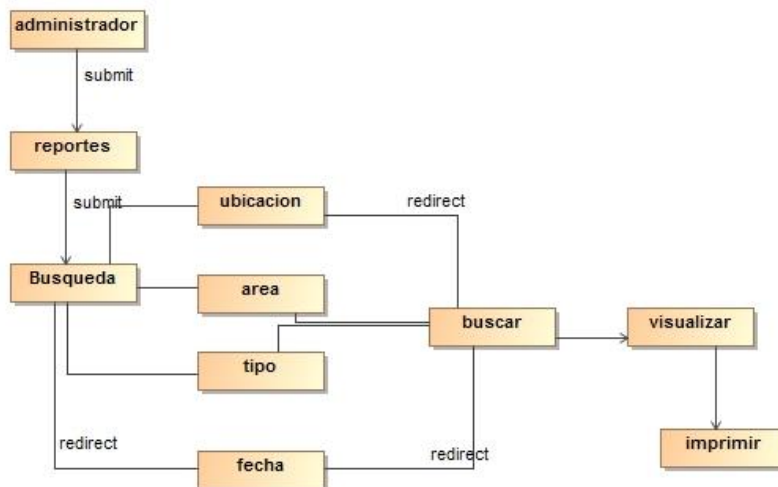 administrador
submit
reportes
submit
ubicacion
redirect
Busqueda
area
buscar
visualizar
tipo
redirect
fecha
redirect
imprimir